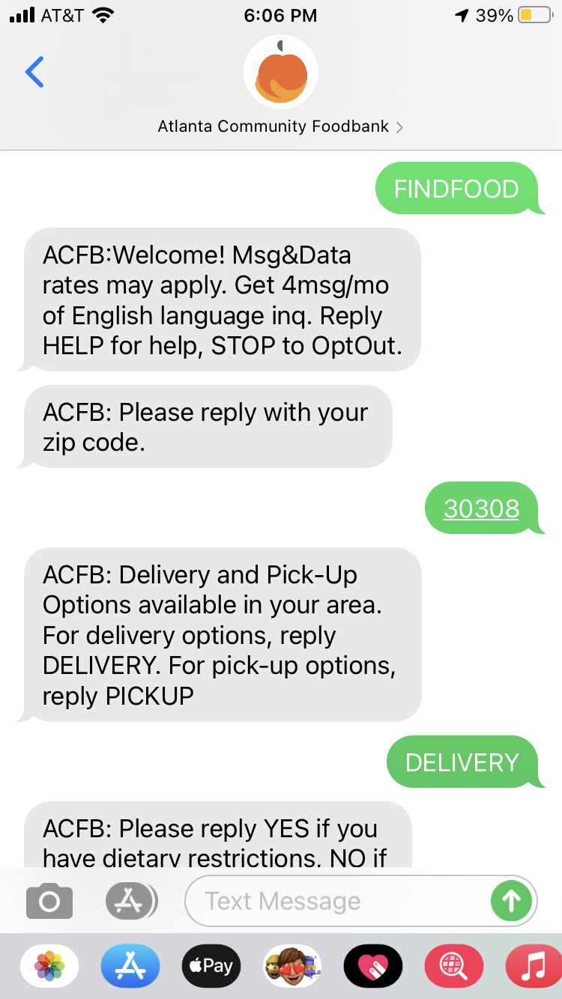 AT&T 6:06 PM 39%
Atlanta Community Foodbank
FINDFOOD
ACFB:Welcome! Msg&Data
rates may apply. Get 4msg/mo
of English language inq. Reply
HELP for help, STOP to OptOut.
ACFB: Please reply with your
zip code.
30308
ACFB: Delivery and Pick-Up
Options available in your area.
For delivery options, reply
DELIVERY. For pick-up options,
reply PICKUP
DELIVERY
ACFB: Please reply YES if you
have dietary restrictions, NO if
Text Message
Pay